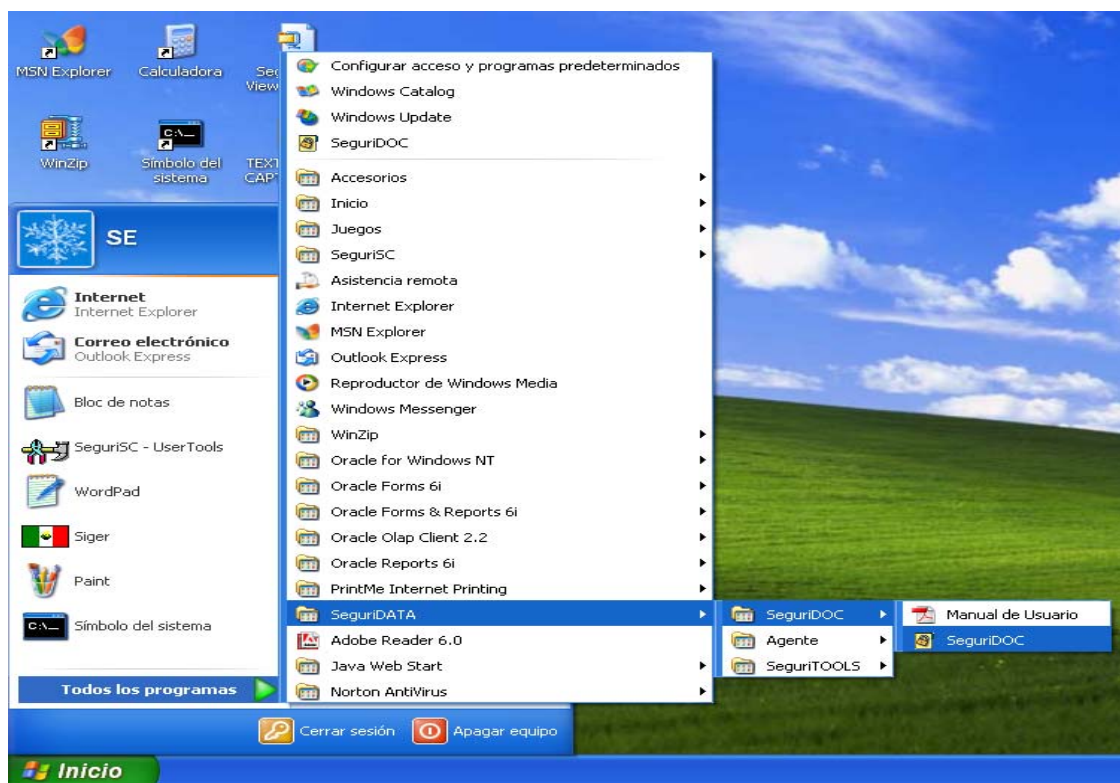 MSN Explorer
Calculadora
View
WinZip
Símbolo del
sistema
SE
Internet
Internet Explorer
Correo electrónico
Outlook Express
Bloc de notas
SeguriSC - UserTools
WordPad
Siger
Paint
C:\_
Símbolo del sistema
Todos los programas
Configurar acceso y programas predeterminados
Windows Catalog
Windows Update
SeguriDOC
Accesorios
Inicio
Juegos
SeguriSC
Asistencia remota
Internet Explorer
MSN Explorer
Outlook Express
Reproductor de Windows Media
Windows Messenger
WinZip
Oracle for Windows NT
Oracle Forms 6i
Oracle Forms & Reports 6i
Oracle Olap Client 2.2
Oracle Reports 6i
PrintMe Internet Printing
SeguriDATA
Adobe Reader 6.0
Java Web Start
Norton AntiVirus
SeguriDOC
Agente
SeguriTOOLS
Manual de Usuario
SeguriDOC
Cerrar sesión
Apagar equipo
Inicio